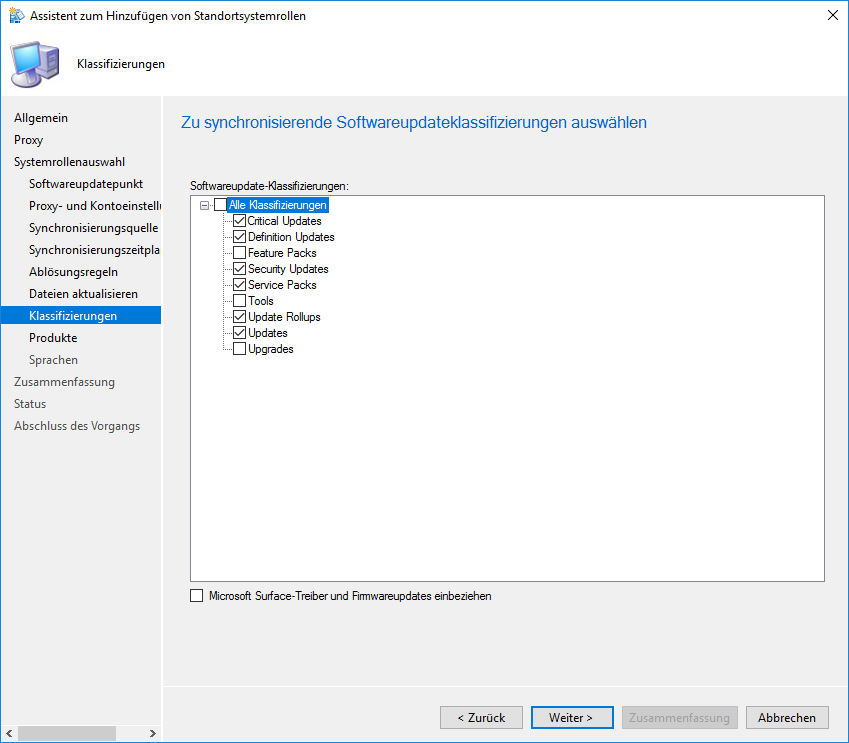 Assistent zum Hinzufügen von Standortsystemrollen
Klassifizierungen
Allgemein
Proxy
Systemrollenauswahl
Softwareupdatepunkt
Proxy- und Kontoeinstellu
Synchronisierungsquelle
Synchronisierungszeitpla
Ablösungsregeln
Dateien aktualisieren
Klassifizierungen
Produkte
Sprachen
Zusammenfassung
Status
Abschluss des Vorgangs
Zu synchronisierende Softwareupdateklassifizierungen auswählen
Softwareupdate-Klassifizierungen:
Alle Klassifizierungen
Critical Updates
Definition Updates
Feature Packs
Security Updates
Service Packs
Tools
Update Rollups
Updates
Upgrades
Microsoft Surface-Treiber und Firmwareupdates einbeziehen
< Zurück
Weiter >
Zusammenfassung
Abbrechen